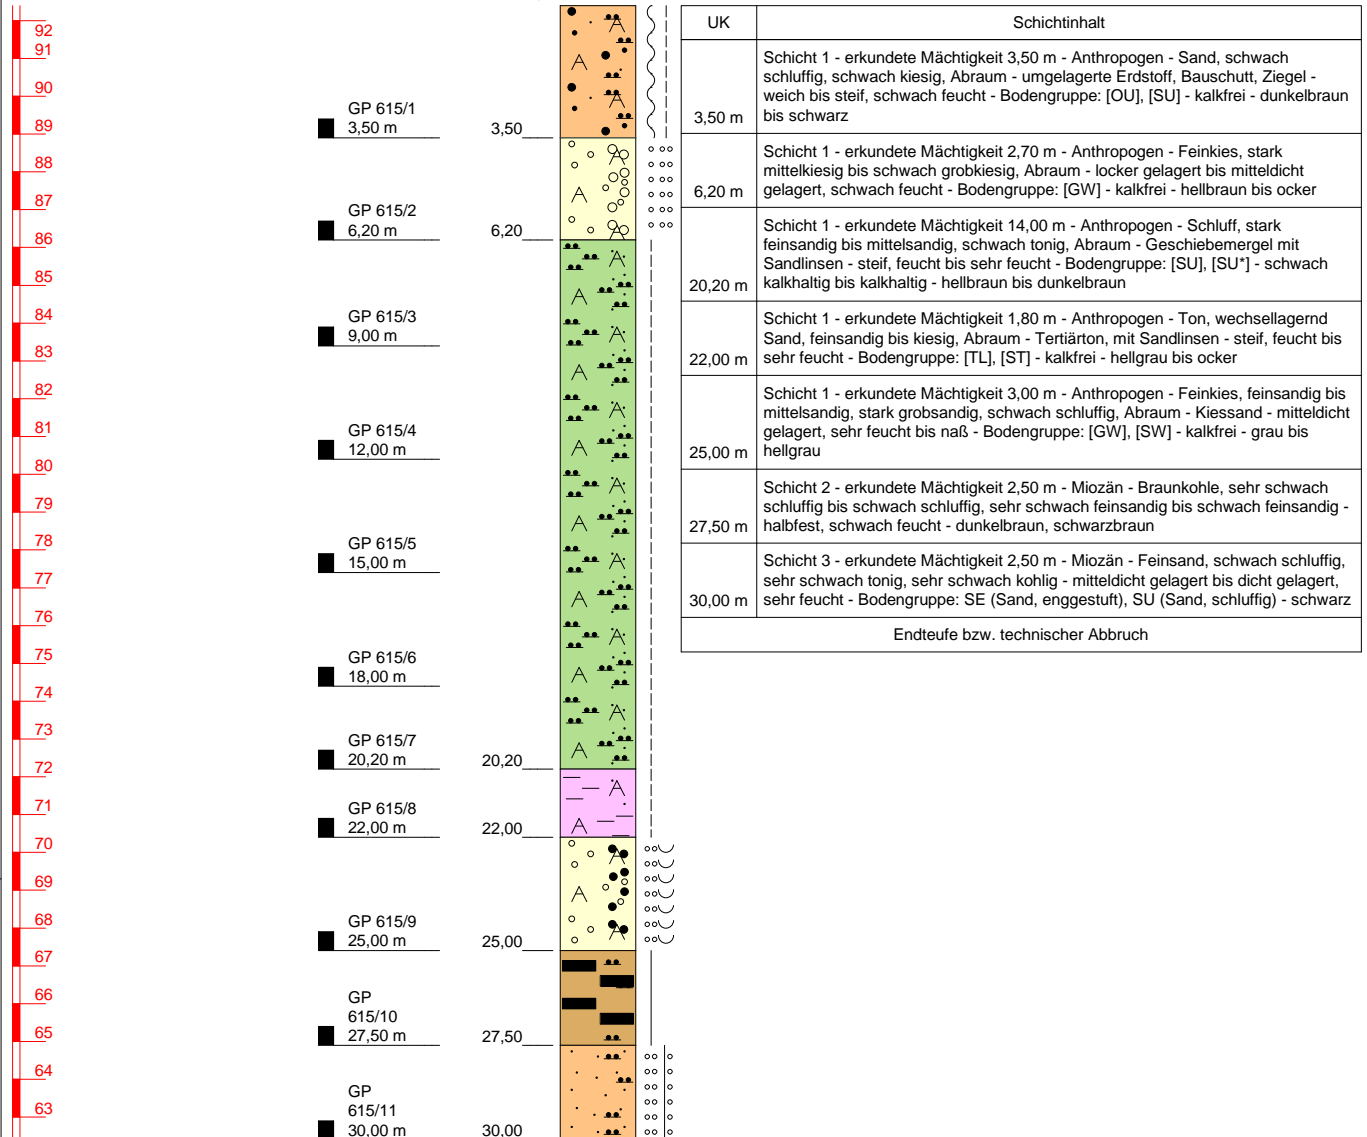 92
91
90
89
88
87
86
85
84
83
82
81
80
79
78
77
76
75
74
73
72
71
70
69
68
67
66
65
64
63
GP 615/1
3,50 m
3,50
GP 615/2
6,20 m
6,20
GP 615/3
9,00 m
GP 615/4
12,00 m
GP 615/5
15,00 m
GP 615/6
18,00 m
GP 615/7
20,20 m
20,20
GP 615/8
22,00 m
22,00
GP 615/9
25,00 m
25,00
GP
615/10
27,50 m
27,50
GP
615/11
30,00 m
30,00
UK
Schichtinhalt
Schicht 1 - erkundete Mächtigkeit 3,50 m - Anthropogen - Sand, schwach
schluffig, schwach kiesig, Abraum - umgelagerte Erdstoff, Bauschutt, Ziegel -
weich bis steif, schwach feucht - Bodengruppe: [OU], [SU] - kalkfrei - dunkelbraun
bis schwarz
3,50 m
Schicht 1 - erkundete Mächtigkeit 2,70 m - Anthropogen - Feinkies, stark
mittelkiesig bis schwach grobkiesig, Abraum - locker gelagert bis mitteldicht
gelagert, schwach feucht - Bodengruppe: [GW] - kalkfrei - hellbraun bis ocker
6,20 m
Schicht 1 - erkundete Mächtigkeit 14,00 m - Anthropogen - Schluff, stark
feinsandig bis mittelsandig, schwach tonig, Abraum - Geschiebemergel mit
Sandlinsen - steif, feucht bis sehr feucht - Bodengruppe: [SU], [SU*] - schwach
kalkhaltig bis kalkhaltig - hellbraun bis dunkelbraun
20,20 m
Schicht 1 - erkundete Mächtigkeit 1,80 m - Anthropogen - Ton, wechsellagernd
Sand, feinsandig bis kiesig, Abraum - Tertiärton, mit Sandlinsen - steif, feucht bis
sehr feucht - Bodengruppe: [TL], [ST] - kalkfrei - hellgrau bis ocker
22,00 m
Schicht 1 - erkundete Mächtigkeit 3,00 m - Anthropogen - Feinkies, feinsandig bis
mittelsandig, stark grobsandig, schwach schluffig, Abraum - Kiessand - mitteldicht
gelagert, sehr feucht bis naß - Bodengruppe: [GW], [SW] - kalkfrei - grau bis
hellgrau
25,00 m
Schicht 2 - erkundete Mächtigkeit 2,50 m - Miozän - Braunkohle, sehr schwach
schluffig bis schwach schluffig, sehr schwach feinsandig bis schwach feinsandig -
halbfest, schwach feucht - dunkelbraun, schwarzbraun
27,50 m
Schicht 3 - erkundete Mächtigkeit 2,50 m - Miozän - Feinsand, schwach schluffig,
sehr schwach tonig, sehr schwach kohlig - mitteldicht gelagert bis dicht gelagert,
sehr feucht - Bodengruppe: SE (Sand, enggestuft), SU (Sand, schluffig) - schwarz
30,00 m
Endteufe bzw. technischer Abbruch